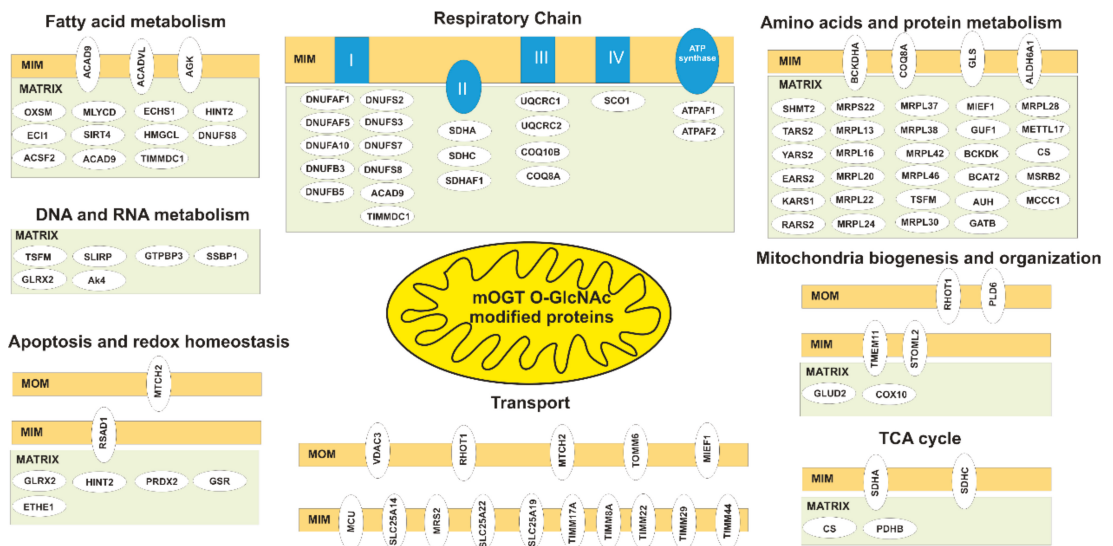 Fatty acid metabolism
MIM
ACAD9
ACADVL
AGK
MATRIX
OXSM MLYCD ECHS1 HINT2
ECI1 SIRT4 HMGCL DNUFS8
ACSF2 ACAD9 TIMMDC1
DNA and RNA metabolism
MATRIX
TSFM SLIRP GTPBP3 SSBP1
GLRX2 Ak4
Apoptosis and redox homeostasis
MOM
MTCH2
MIM
RSAD1
MATRIX
GLRX2 HINT2 PRDX2 GSR
ETHE1
Respiratory Chain
MIM
I
II
III
IV
ATP
synthase
DNUFAF1 DNUFS2
DNUFAF5 DNUFS3
DNUFA10 DNUFS7
DNUFB3 DNUFS8
DNUFB5 ACAD9
TIMMDC1
SDHA
SDHC
SDHAF1
UQCRC1
UQCRC2
COQ10B
COQ8A
SCO1
ATPAF1
ATPAF2
mOGT O-GlcNAc
modified proteins
Transport
MOM
VDAC3
RHOT1
MTCH2
TOMM6
MIEF1
MIM
MCU
SLC25A14
MRS2
SLC25A22
SLC25A19
TIMM17A
TIMM8A
TIMM22
TIMM29
TIMM44
Amino acids and protein metabolism
MIM
BCKDHA
COQ8A
GLS
ALDH6A1
MATRIX
SHMT2 MRPS22 MRPL37 MIEF1 MRPL28
TARS2 MRPL13 MRPL38 GUF1 METTL17
YARS2 MRPL16 MRPL42 BCKDK CS
EARS2 MRPL20 MRPL46 BCAT2 MSRB2
KARS1 MRPL22 TSFM AUH MCCC1
RARS2 MRPL24 MRPL30 GATB
Mitochondria biogenesis and organization
MOM
RHOT1
PLD6
MIM
TMEM11
STOML2
MATRIX
GLUD2 COX10
TCA cycle
MIM
SDHA
SDHC
MATRIX
CS PDHB